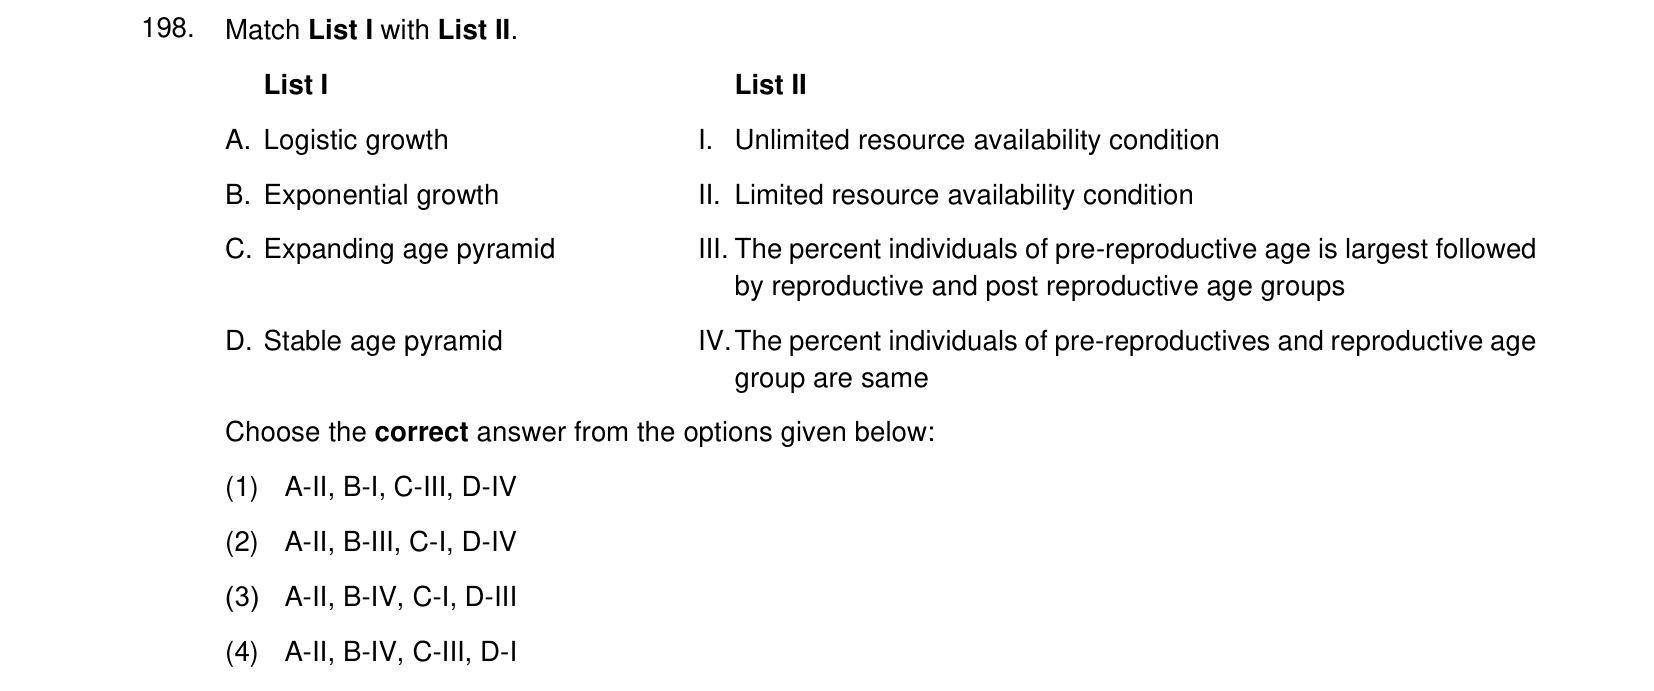 198. Match List I with List II.
List I List II
A. Logistic growth I. Unlimited resource availability condition
B. Exponential growth II. Limited resource availability condition
C. Expanding age pyramid III. The percent individuals of pre-reproductive age is largest followed
by reproductive and post reproductive age groups
D. Stable age pyramid IV. The percent individuals of pre-reproductives and reproductive age
group are same
Choose the correct answer from the options given below:
(1) A-II, B-I, C-III, D-IV
(2) A-II, B-III, C-I, D-IV
(3) A-II, B-IV, C-I, D-III
(4) A-II, B-IV, C-III, D-I